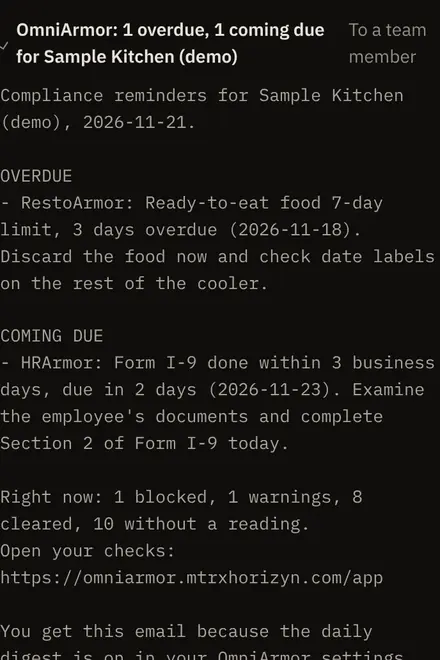 OmniArmor: 1 overdue, 1 coming due
for Sample Kitchen (demo)
To a team
member
Compliance reminders for Sample Kitchen
(demo), 2026-11-21.
OVERDUE
- RestoArmor: Ready-to-eat food 7-day
limit, 3 days overdue (2026-11-18).
Discard the food now and check date labels
on the rest of the cooler.
COMING DUE
- HRArmor: Form I-9 done within 3 business
days, due in 2 days (2026-11-23). Examine
the employee's documents and complete
Section 2 of Form I-9 today.
Right now: 1 blocked, 1 warnings, 8
cleared, 10 without a reading.
Open your checks:
https://omniarmor.mtrxhorizyn.com/app
You get this email because the daily
digest is on in your OmniArmor settings